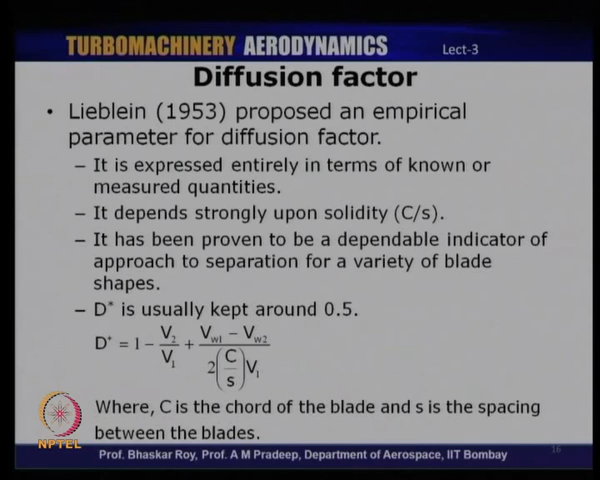 TURBOMACHINERY AERODYNAMICS Lect-3
Diffusion factor
• Lieblein (1953) proposed an empirical
parameter for diffusion factor.
– It is expressed entirely in terms of known or
measured quantities.
– It depends strongly upon solidity (C/s).
– It has been proven to be a dependable indicator of
approach to separation for a variety of blade
shapes.
– D* is usually kept around 0.5.
D* = 1 - V₂/V₁ + (Vw1 - Vw2)/(2(C/s)V₁)
Where, C is the chord of the blade and s is the spacing
between the blades.
NPTEL
Prof. Bhaskar Roy, Prof. A M Pradeep, Department of Aerospace, IIT Bombay
16